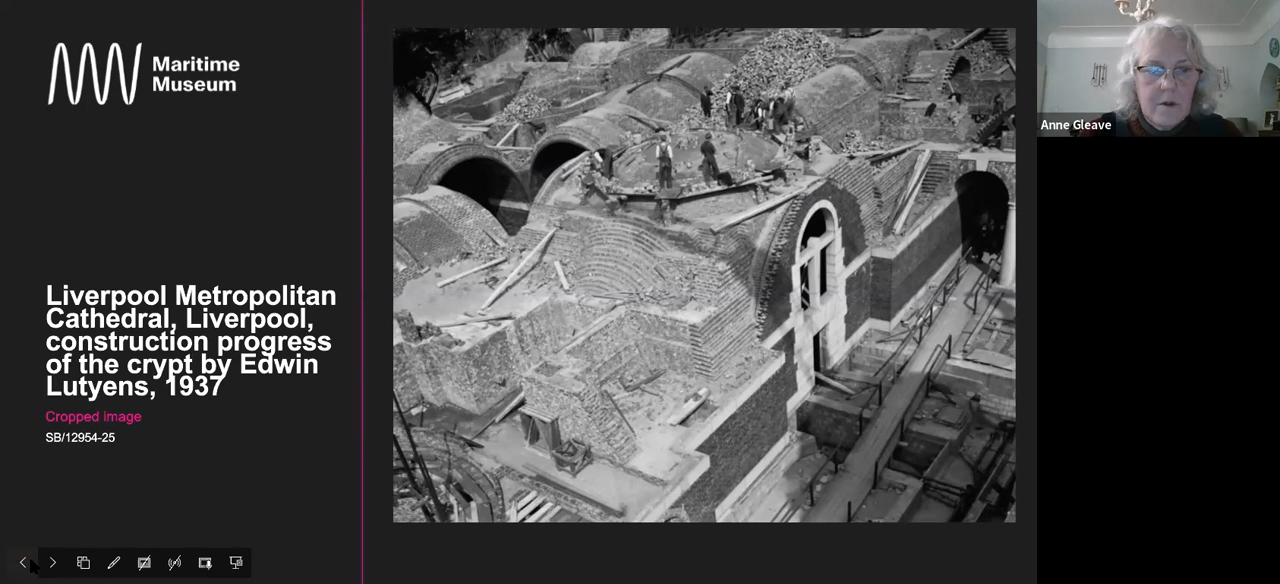 Maritime
Museum
Liverpool Metropolitan
Cathedral, Liverpool,
construction progress
of the crypt by Edwin
Lutyens, 1937
Cropped image
SB/12954-25
Anne Gleave